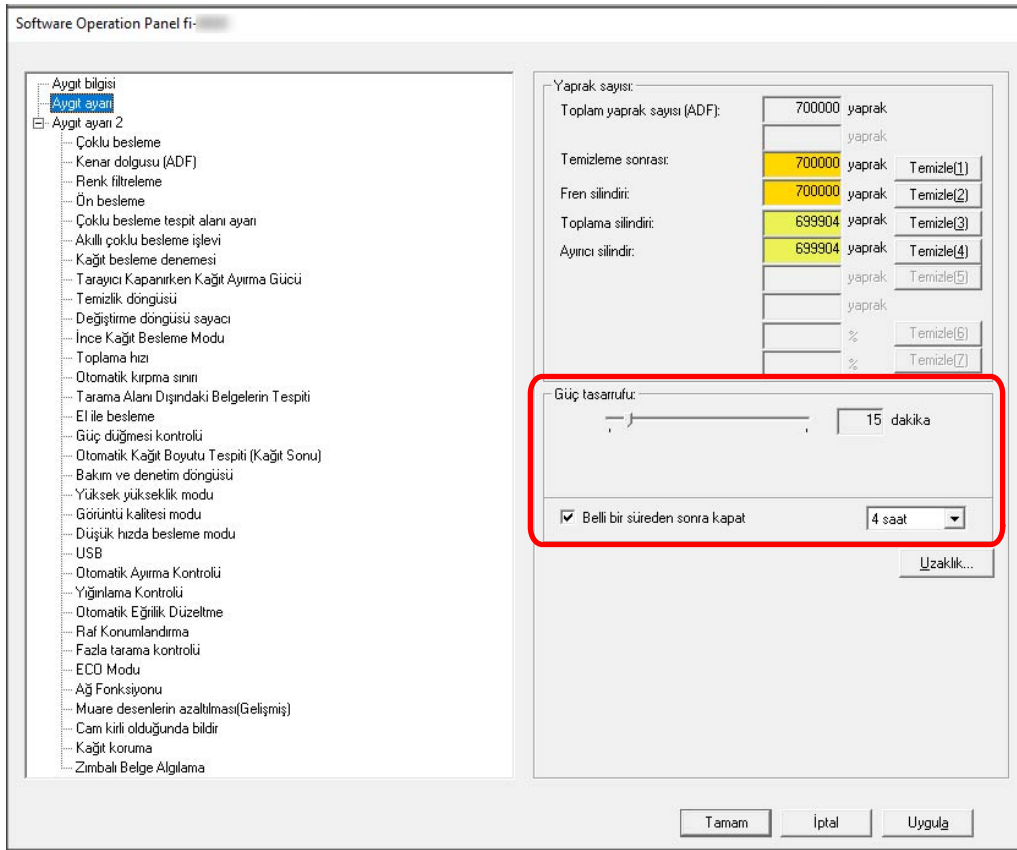 Software Operation Panel fi-
Aygıt bilgisi
Aygıt ayarı
Aygıt ayarı 2
Çoklu besleme
Kenar dolgusu (ADF)
Renk filtreleme
Ön besleme
Çoklu besleme tespit alanı ayarı
Akıllı çoklu besleme işlevi
Kağıt besleme denemesi
Tarayıcı Kapanırken Kağıt Ayırma Gücü
Temizlik döngüsü
Değiştirme döngüsü sayacı
İnce Kağıt Besleme Modu
Toplama hızı
Otomatik kırpma sınırı
Tarama Alanı Dışındaki Belgelerin Tespiti
El ile besleme
Güç düğmesi kontrolü
Otomatik Kağıt Boyutu Tespiti (Kağıt Sonu)
Bakım ve denetim döngüsü
Yüksek yükseklik modu
Görüntü kalitesi modu
Düşük hızda besleme modu
USB
Otomatik Ayırma Kontrolü
Yığınlama Kontrolü
Otomatik Eğrilik Düzeltme
Raf Konumlandırma
Fazla tarama kontrolü
ECO Modu
Ağ Fonksiyonu
Muare desenlerin azaltılması(Gelişmiş)
Cam kirli olduğunda bildir
Kağıt koruma
Zımbalı Belge Algılama
Yaprak sayısı:
Toplam yaprak sayısı (ADF): 700000 yaprak
yaprak
Temizleme sonrası: 700000 yaprak Temizle(1)
Fren silindiri: 700000 yaprak Temizle(2)
Toplama silindiri: 699904 yaprak Temizle(3)
Ayırıcı silindir: 699904 yaprak Temizle(4)
yaprak Temizle(5)
yaprak
% Temizle(6)
% Temizle(7)
Güç tasarrufu:
15 dakika
Belli bir süreden sonra kapat 4 saat
Uzaklık...
Tamam İptal Uygula